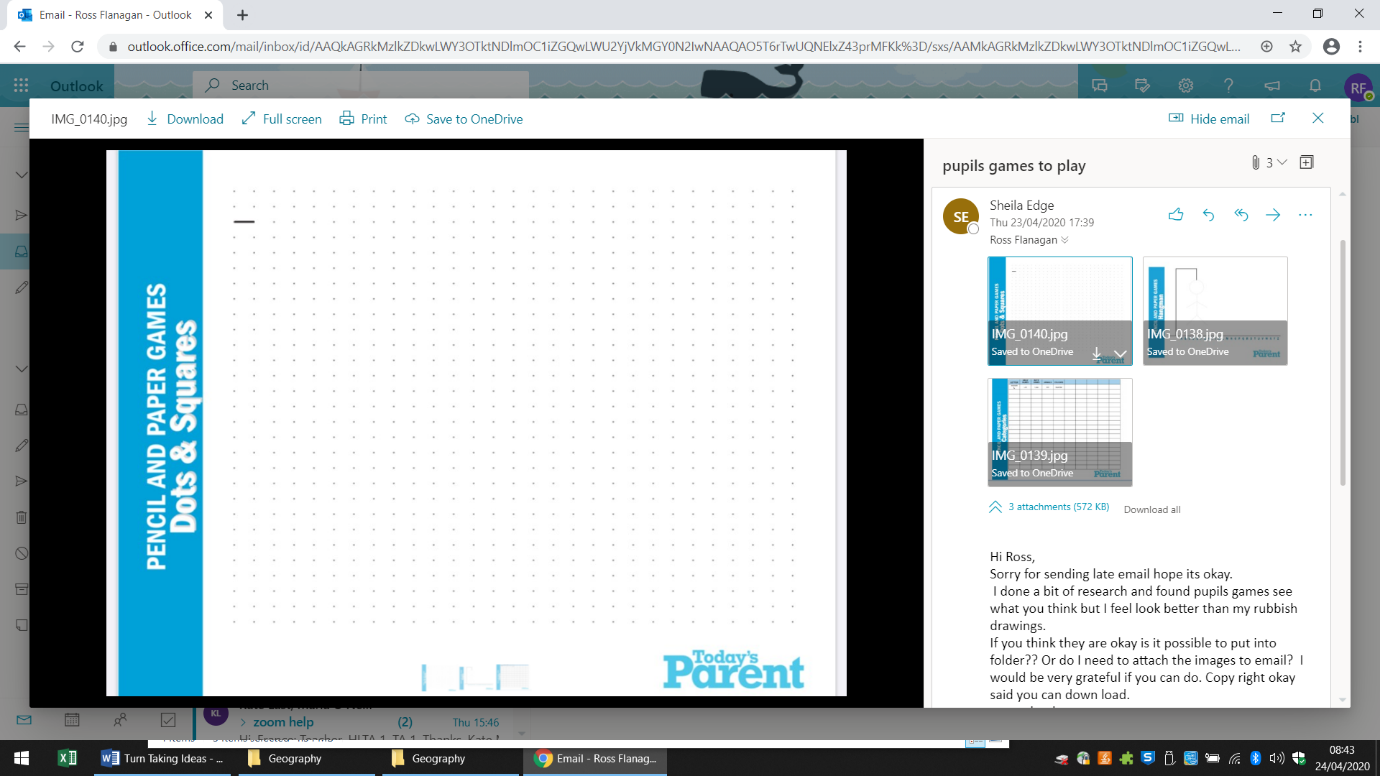 Email - Ross Flanagan - Outlook
outlook.office.com/mail/inbox/id/AAQkAGRkMzlkZDkwLWY3OTktNDlmOC1iZGQwLWU2YjVkMGY0N2IwNAAQAO5T6rTwUQNElxZ43prMFKk%3D/sxs/AAMkAGRkMzlkZDkwLWY3OTktNDlmOC1iZGQwL...
Outlook
Search
RF
IMG_0140.jpg
Download
Full screen
Print
Save to OneDrive
Hide email
PENCIL AND PAPER GAMES
Dots & Squares
Today's
Parent
pupils games to play
3
SE
Sheila Edge
Thu 23/04/2020 17:39
Ross Flanagan
IMG_0140.jpg
Saved to OneDrive
IMG_0138.jpg
Saved to OneDrive
Parent
IMG_0139.jpg
Saved to OneDrive
Parent
3 attachments (572 KB)
Download all
Hi Ross,
Sorry for sending late email hope its okay.
I done a bit of research and found pupils games see
what you think but I feel look better than my rubbish
drawings.
If you think they are okay is it possible to put into
folder?? Or do I need to attach the images to email? I
would be very grateful if you can do. Copy right okay
said you can down load.
KL
> zoom help
(2)
Thu 15:46
Turn Taking Ideas - ...
Geography
Geography
Email - Ross Flanag...
08:43
24/04/2020